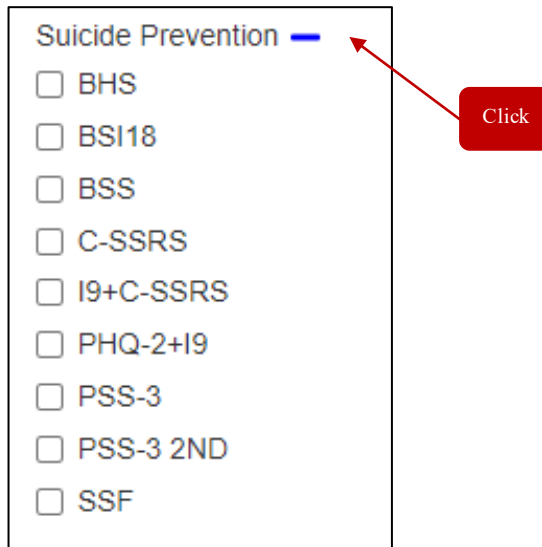 Suicide Prevention
BHS
BSI18
BSS
C-SSRS
I9+C-SSRS
PHQ-2+I9
PSS-3
PSS-3 2ND
SSF
Click